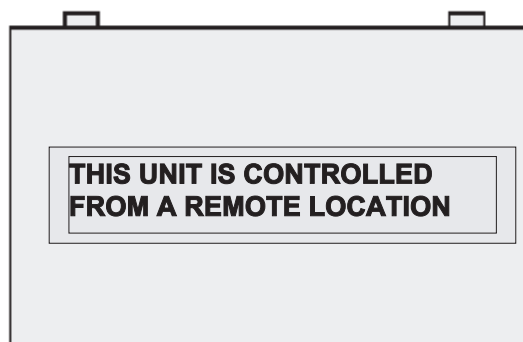 THIS UNIT IS CONTROLLED
FROM A REMOTE LOCATION